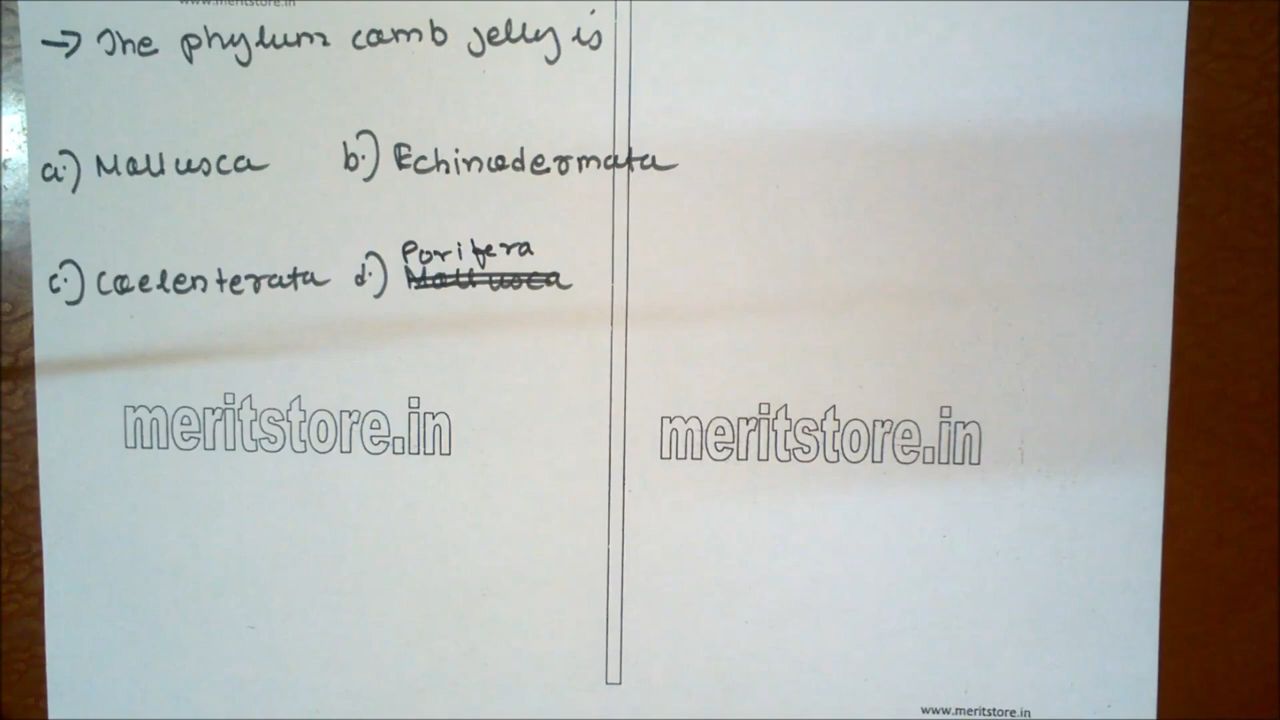 www.meritstore.in
→ The phylum camb jelly is
a.) Mollusca b.) Echinodermata
Porifera
c.) Coelenterata d.) Mollusca
meritstore.in meritstore.in
www.meritstore.in